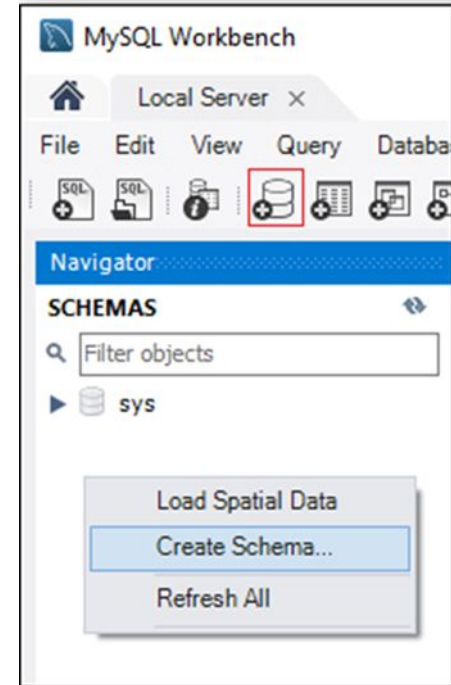 MySQL Workbench
Local Server ×
File Edit View Query Databa
SQL SQL
Navigator
SCHEMAS
Filter objects
sys
Load Spatial Data
Create Schema...
Refresh All